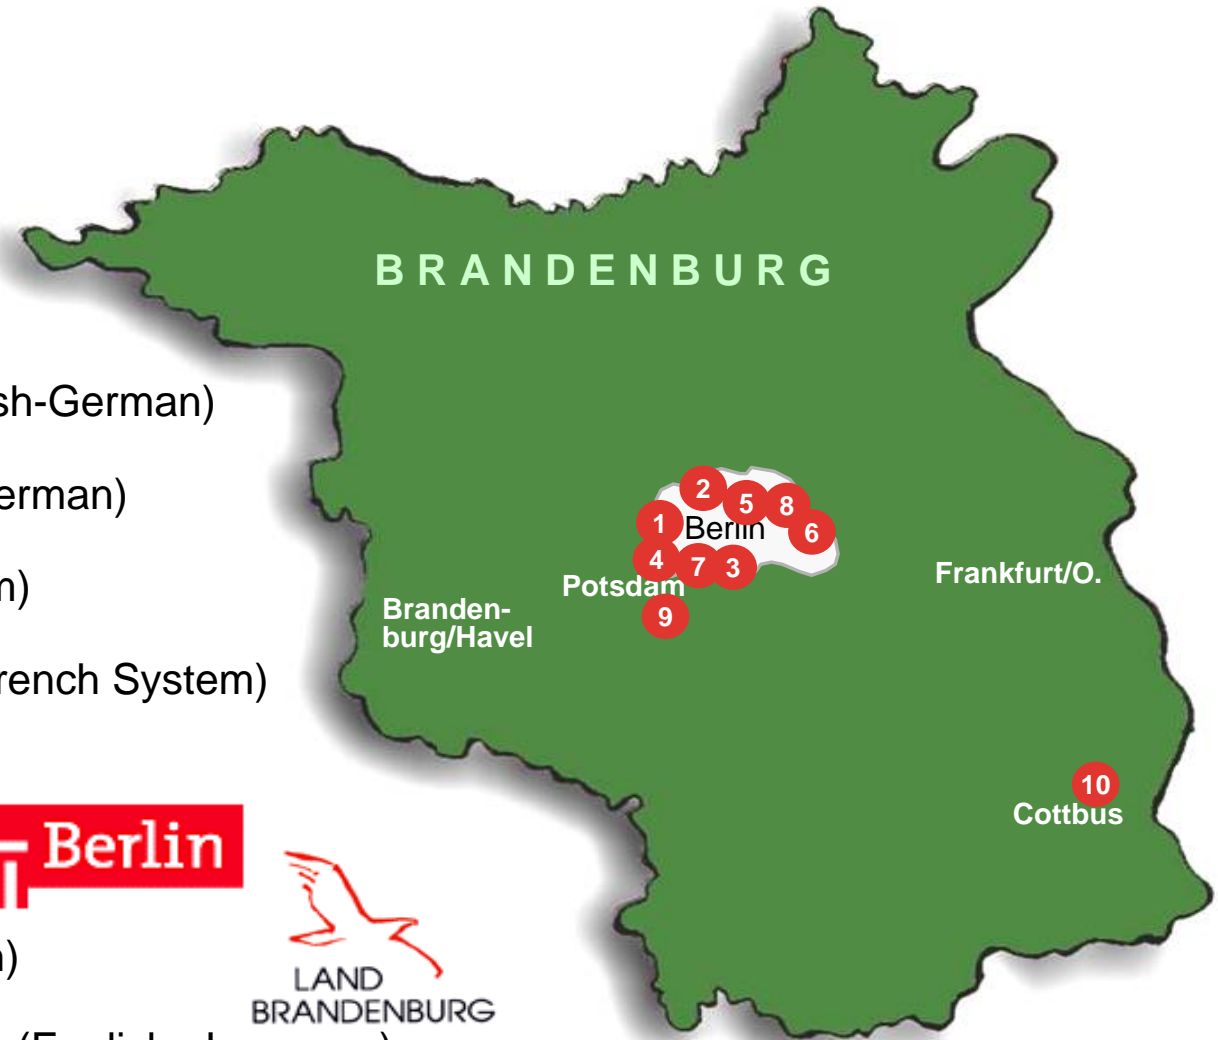 BRANDENBURG
sh-German)
erman)
2
5
8
1
Berlin
6
4
7
3
Potsdam
Frankfurt/O.
m)
Branden-
burg/Havel
9
rench System)
10
Cottbus
Berlin
n)
LAND
BRANDENBURG